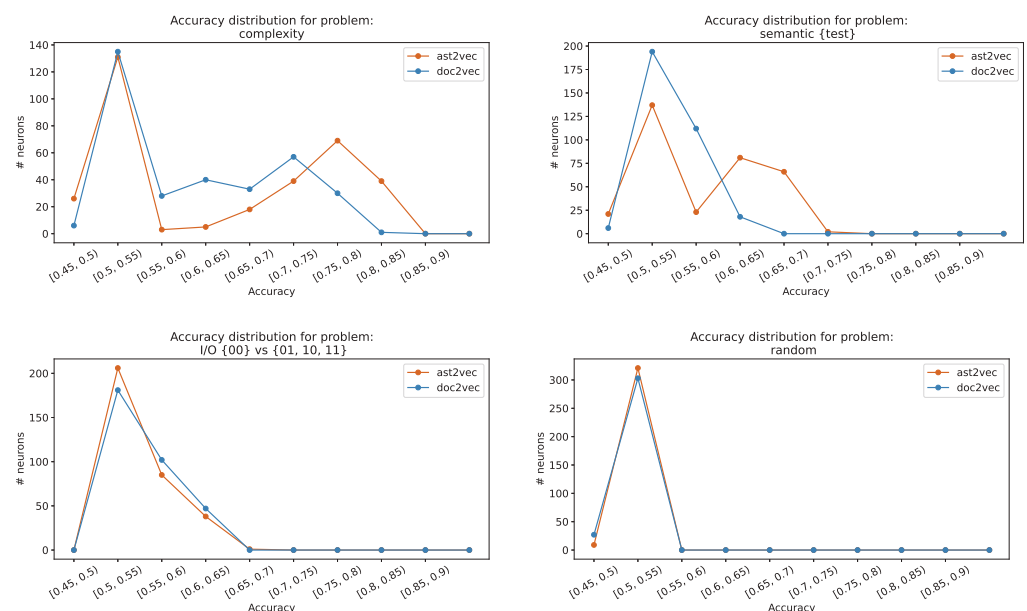 Accuracy distribution for problem:
complexity
140
120
100
80
60
40
20
0
# neurons
ast2vec
doc2vec
[0.45, 0.5)
[0.5, 0.55)
[0.55, 0.6)
[0.6, 0.65)
[0.65, 0.7)
[0.7, 0.75)
[0.75, 0.8)
[0.8, 0.85)
[0.85, 0.9)
Accuracy
Accuracy distribution for problem:
semantic {test}
200
175
150
125
100
75
50
25
0
# neurons
ast2vec
doc2vec
[0.45, 0.5)
[0.5, 0.55)
[0.55, 0.6)
[0.6, 0.65)
[0.65, 0.7)
[0.7, 0.75)
[0.75, 0.8)
[0.8, 0.85)
[0.85, 0.9)
Accuracy
Accuracy distribution for problem:
I/O {00} vs {01, 10, 11}
200
150
100
50
0
# neurons
ast2vec
doc2vec
[0.45, 0.5)
[0.5, 0.55)
[0.55, 0.6)
[0.6, 0.65)
[0.65, 0.7)
[0.7, 0.75)
[0.75, 0.8)
[0.8, 0.85)
[0.85, 0.9)
Accuracy
Accuracy distribution for problem:
random
300
250
200
150
100
50
0
# neurons
ast2vec
doc2vec
[0.45, 0.5)
[0.5, 0.55)
[0.55, 0.6)
[0.6, 0.65)
[0.65, 0.7)
[0.7, 0.75)
[0.75, 0.8)
[0.8, 0.85)
[0.85, 0.9)
Accuracy